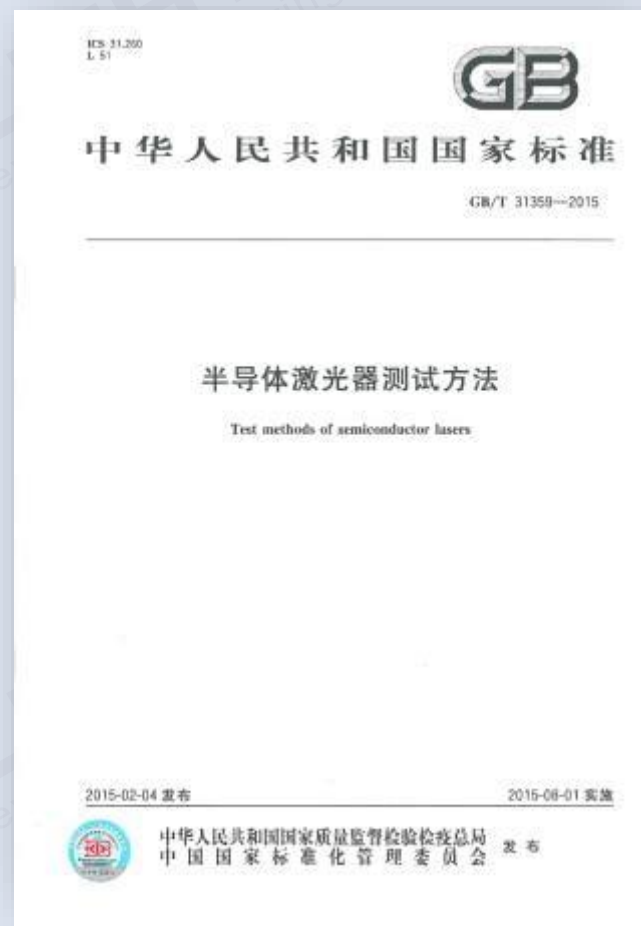 ICS 31.260
L 51
GB
中华人民共和国国家标准
GB/T 31359—2015
半导体激光器测试方法
Test methods of semiconductor lasers
2015-02-04 发布
2015-08-01 实施
中华人民共和国国家质量监督检验检疫总局
中国国家标准化管理委员会
发布